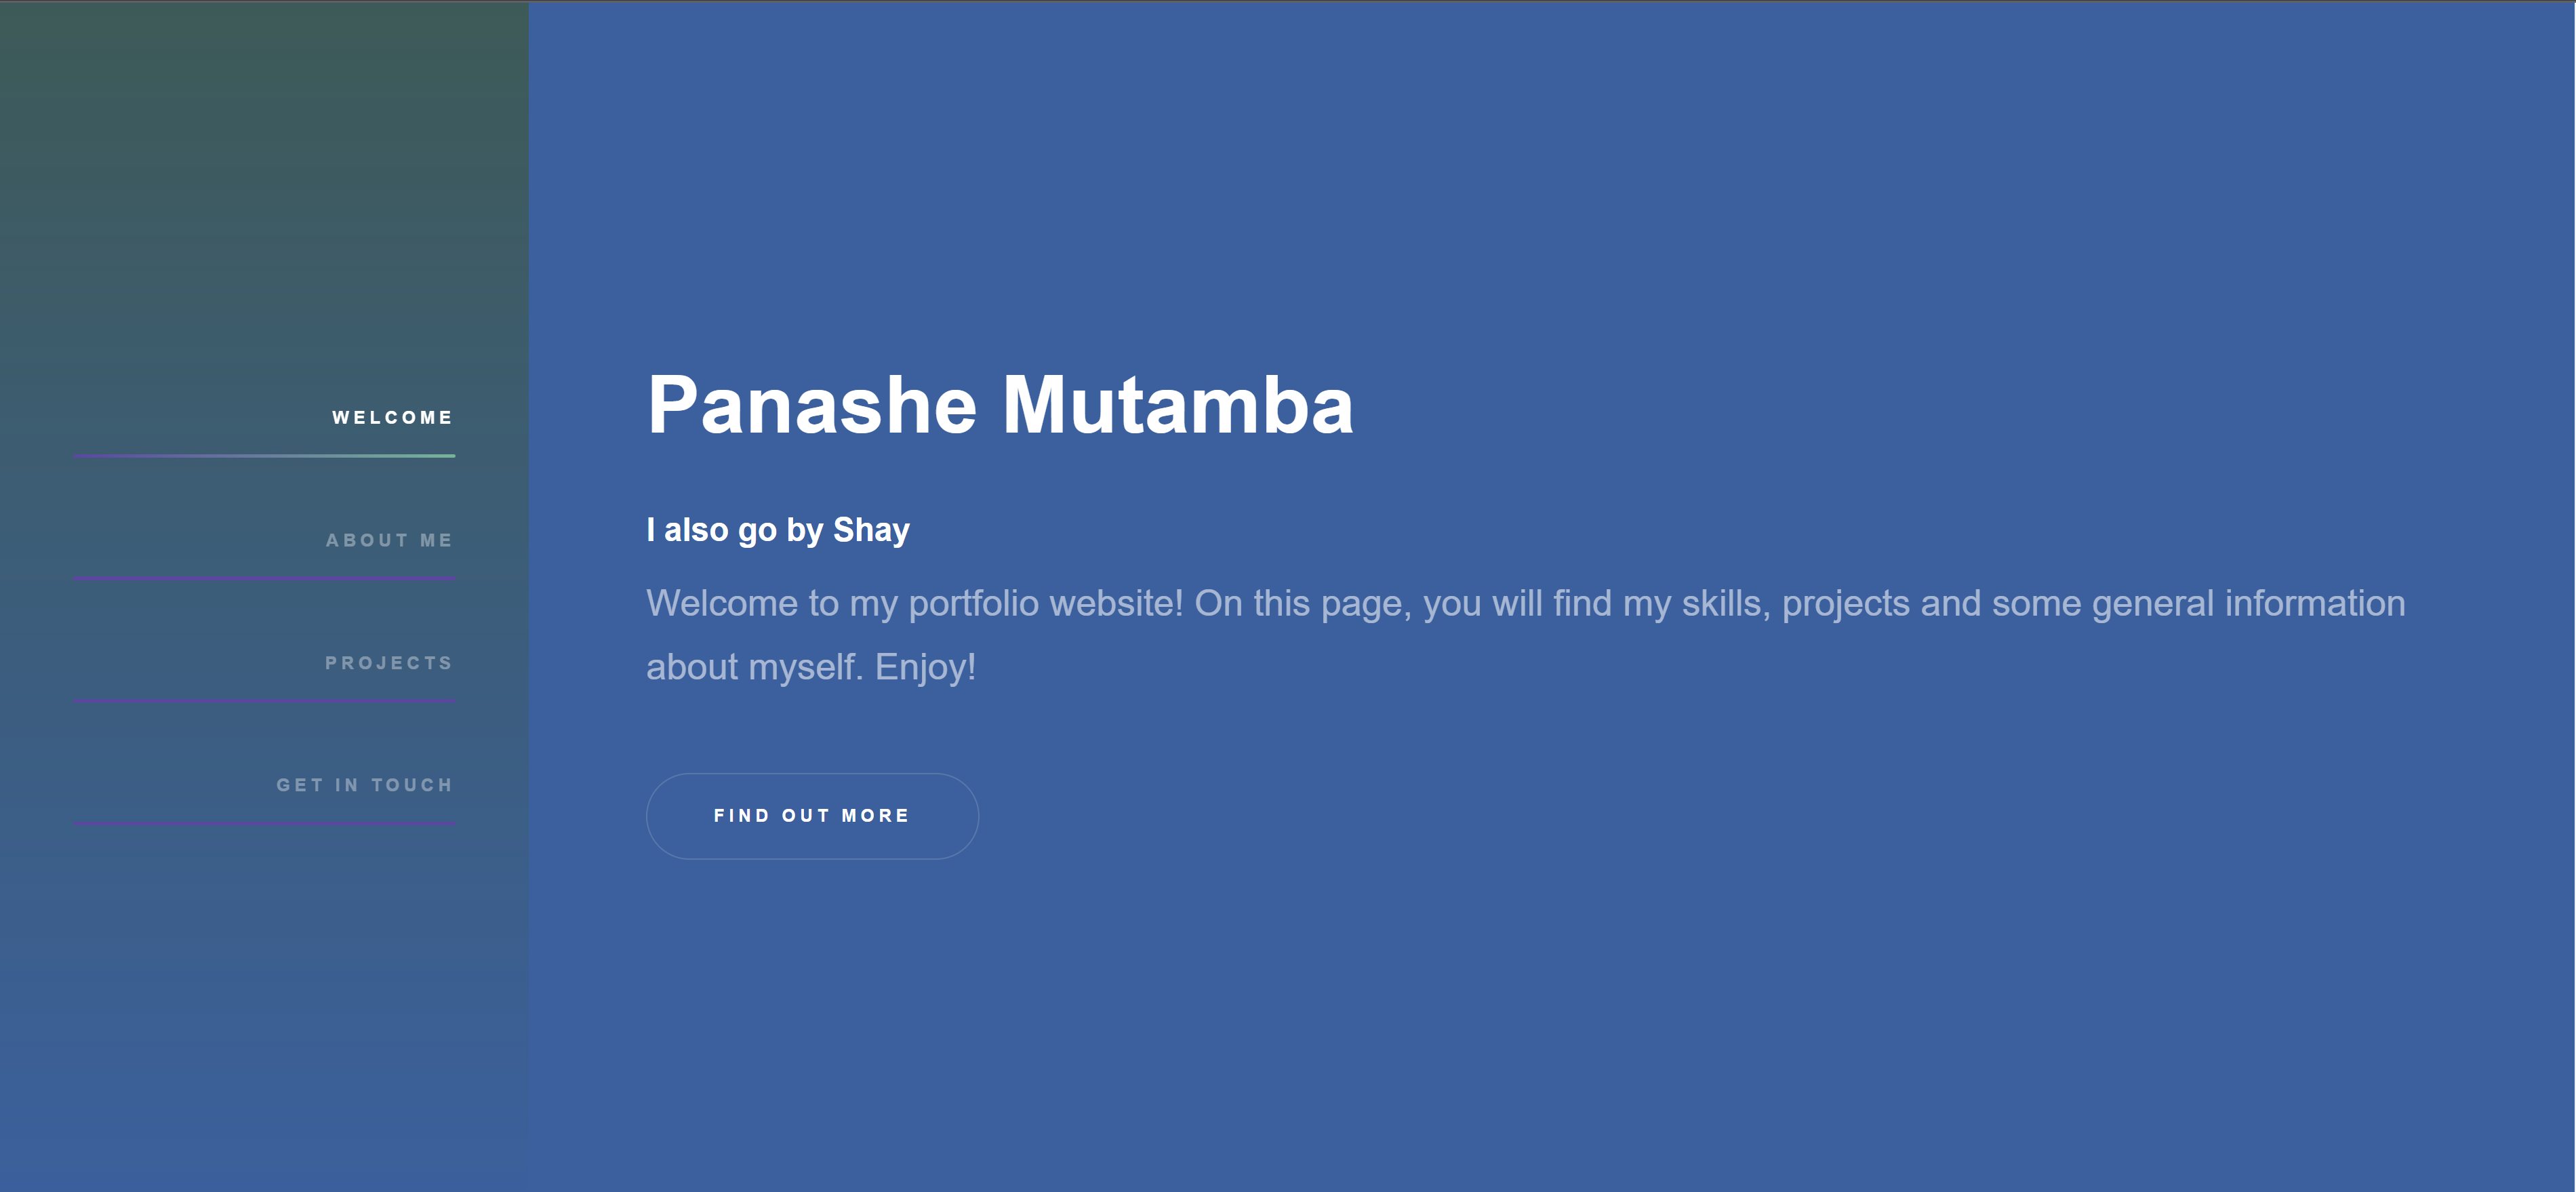 WELCOME
ABOUT ME
PROJECTS
GET IN TOUCH
Panashe Mutamba
I also go by Shay
Welcome to my portfolio website! On this page, you will find my skills, projects and some general information
about myself. Enjoy!
FIND OUT MORE